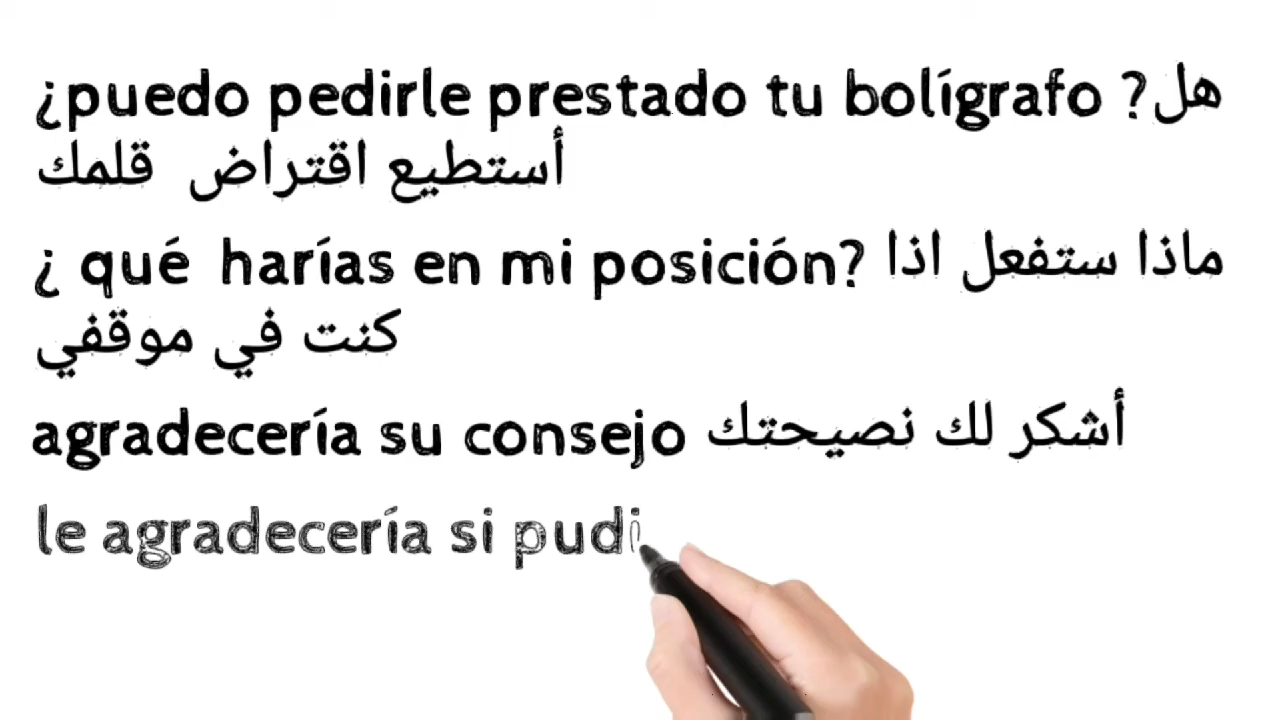 ¿puedo pedirle prestado tu bolígrafo ?هل
أستطيع اقتراض قلمك
¿ qué harías en mi posición? ماذا ستفعل اذا
كنت في موقفي
agradecería su consejo أشكر لك نصيحتك
le agradecería si pudi